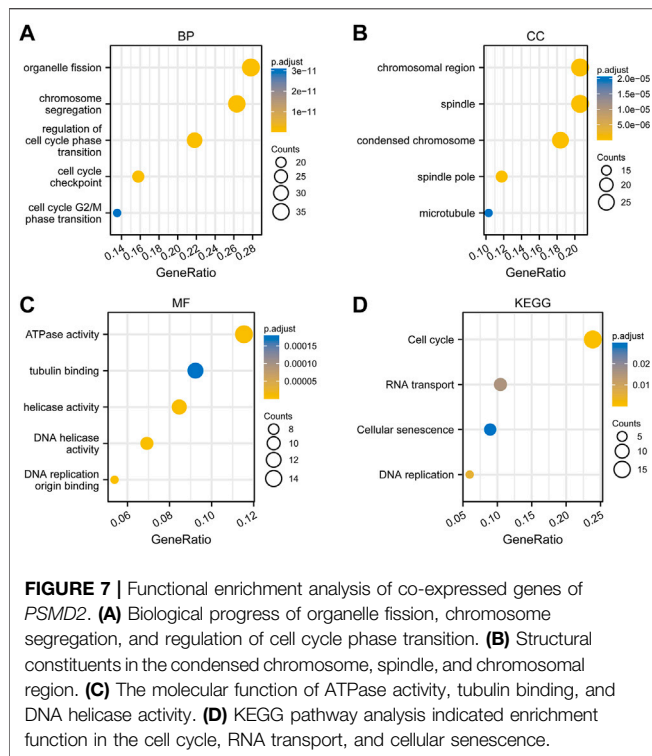 A
BP
organelle fission
chromosome
segregation
regulation of
cell cycle phase
transition
cell cycle
checkpoint
cell cycle G2/M
phase transition
0.14
0.16
0.18
0.20
0.22
0.24
0.26
0.28
GeneRatio
p.adjust
3e-11
2e-11
1e-11
Counts
20
25
30
35
B
CC
chromosomal region
spindle
condensed chromosome
spindle pole
microtubule
0.10
0.12
0.14
0.16
0.18
0.20
GeneRatio
p.adjust
2.0e-05
1.5e-05
1.0e-05
5.0e-06
Counts
15
20
25
C
MF
ATPase activity
tubulin binding
helicase activity
DNA helicase
activity
DNA replication
origin binding
0.06
0.08
0.10
0.12
GeneRatio
p.adjust
0.00015
0.00010
0.00005
Counts
8
10
12
14
D
KEGG
Cell cycle
RNA transport
Cellular senescence
DNA replication
0.05
0.10
0.15
0.20
0.25
GeneRatio
p.adjust
0.02
0.01
Counts
5
10
15
FIGURE 7 | Functional enrichment analysis of co-expressed genes of
PSMD2. (A) Biological progress of organelle fission, chromosome
segregation, and regulation of cell cycle phase transition. (B) Structural
constituents in the condensed chromosome, spindle, and chromosomal
region. (C) The molecular function of ATPase activity, tubulin binding, and
DNA helicase activity. (D) KEGG pathway analysis indicated enrichment
function in the cell cycle, RNA transport, and cellular senescence.